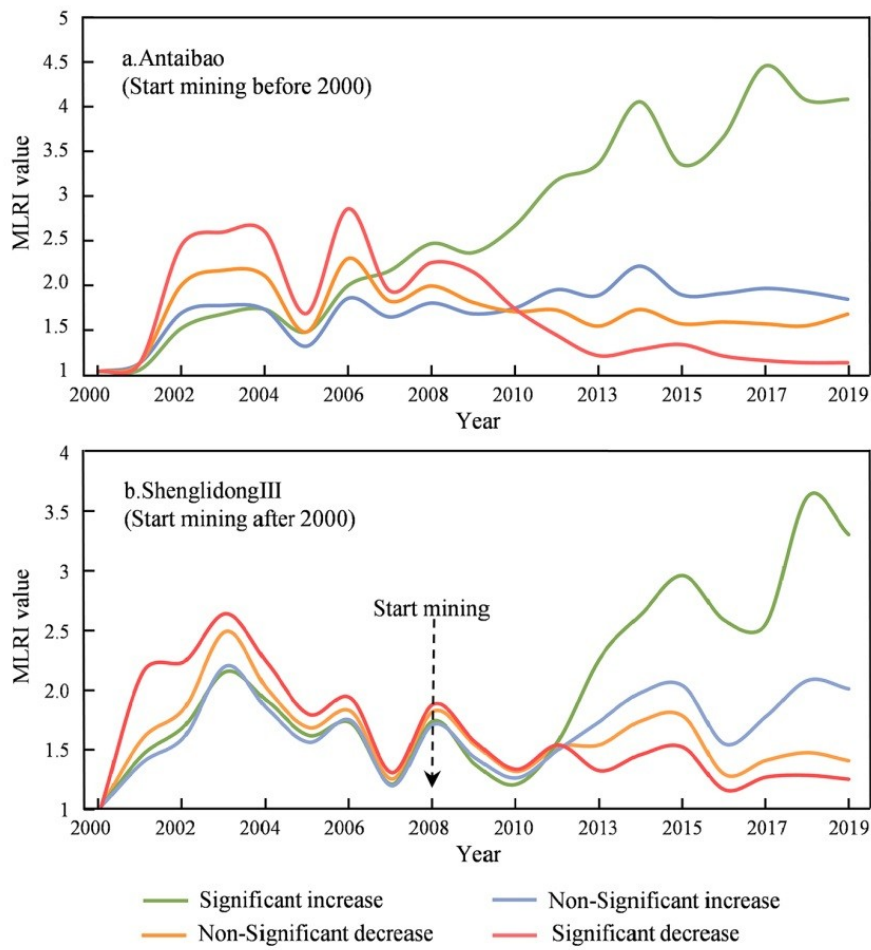 5
4.5
4
3.5
3
2.5
2.0
1.5
1
MLRI value
a.Antaibao
(Start mining before 2000)
2000 2002 2004 2006 2008 2010 2012 2014 2015 2017 2019
Year
4
3.5
3
2.5
2.0
1.5
1
MLRI value
b.ShenglidongIII
(Start mining after 2000)
Start mining
2000 2002 2004 2006 2008 2010 2013 2015 2017 2019
Year
Significant increase Non-Significant increase
Non-Significant decrease Significant decrease